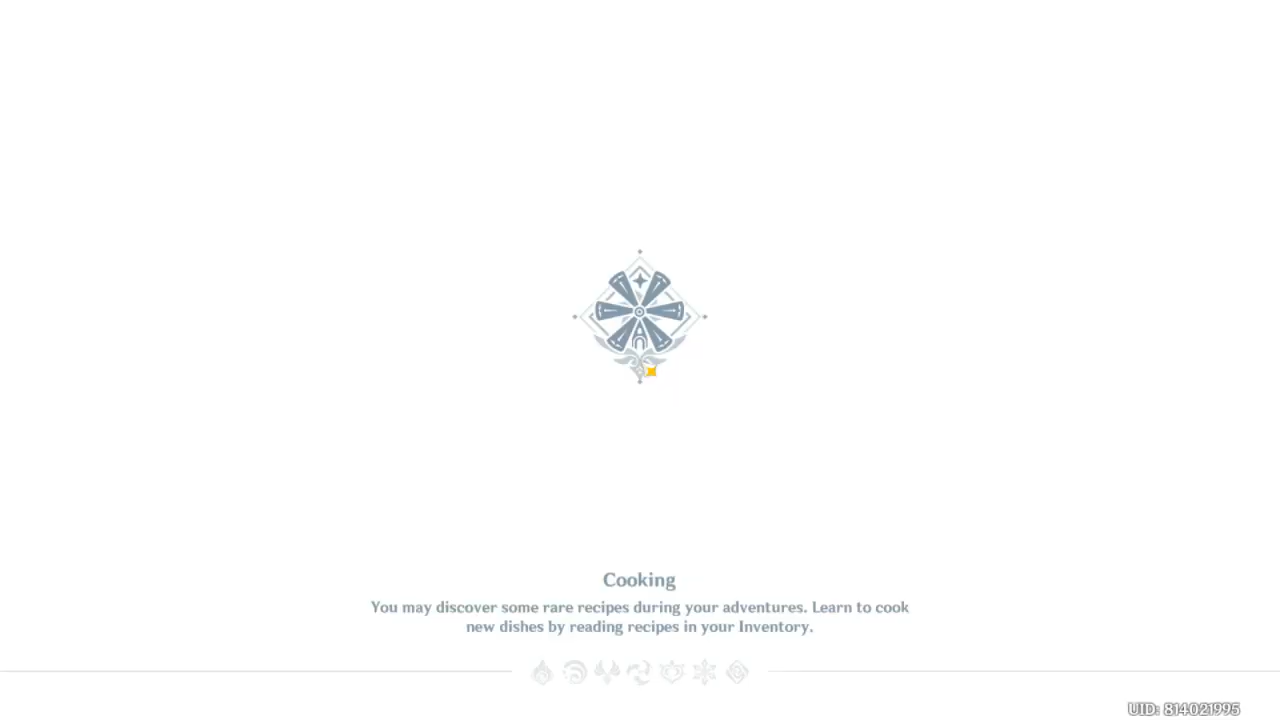 Cooking
You may discover some rare recipes during your adventures. Learn to cook
new dishes by reading recipes in your Inventory.
UID: 814021995